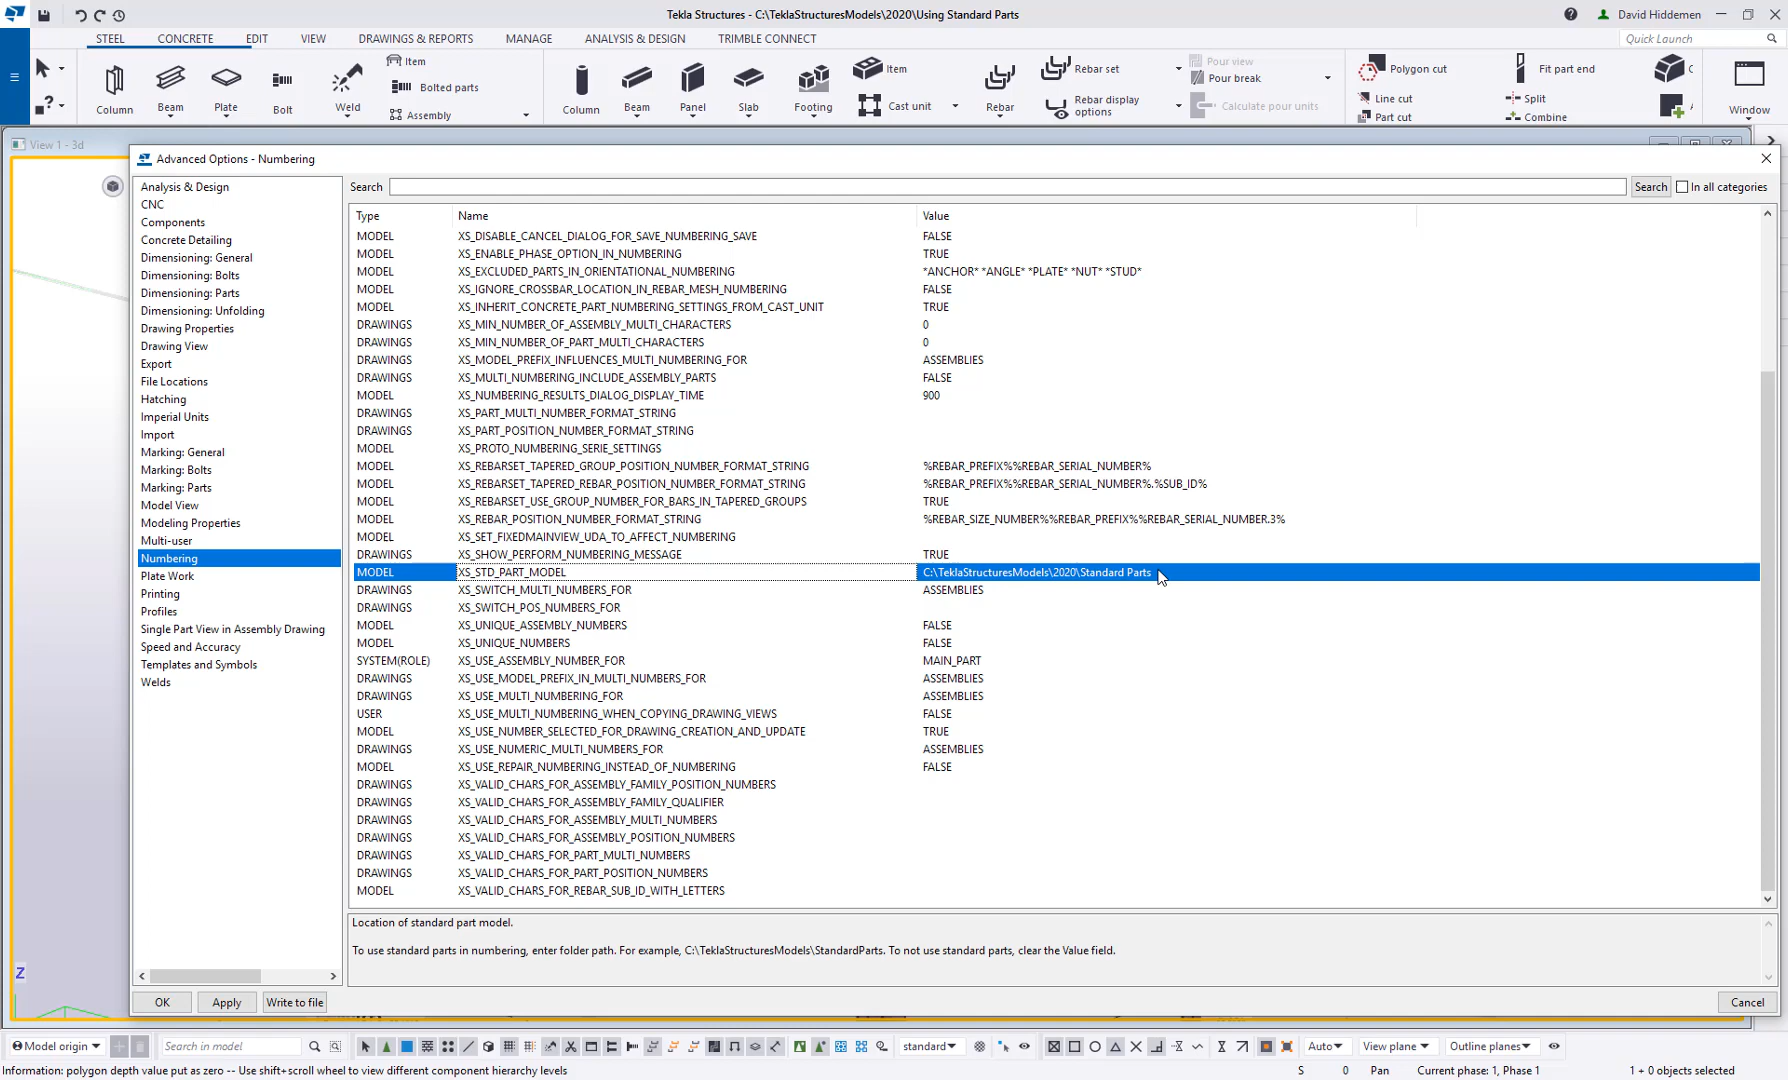 Tekla Structures - C:\TeklaStructuresModels\2020\Using Standard Parts
David Hiddemen
STEEL CONCRETE EDIT VIEW DRAWINGS & REPORTS MANAGE ANALYSIS & DESIGN TRIMBLE CONNECT
Quick Launch
Column Beam Plate Bolt Weld
Item
Bolted parts
Assembly
Column Beam Panel Slab Footing
Item
Cast unit
Rebar
Rebar set
Rebar display options
Pour view
Pour break
Calculate pour units
Polygon cut
Line cut
Part cut
Fit part end
Split
Combine
Window
View 1 - 3d
Advanced Options - Numbering
Analysis & Design
CNC
Components
Concrete Detailing
Dimensioning: General
Dimensioning: Bolts
Dimensioning: Parts
Dimensioning: Unfolding
Drawing Properties
Drawing View
Export
File Locations
Hatching
Imperial Units
Import
Marking: General
Marking: Bolts
Marking: Parts
Model View
Modeling Properties
Multi-user
Numbering
Plate Work
Printing
Profiles
Single Part View in Assembly Drawing
Speed and Accuracy
Templates and Symbols
Welds
Search Search In all categories
Type Name Value
MODEL XS_DISABLE_CANCEL_DIALOG_FOR_SAVE_NUMBERING_SAVE FALSE
MODEL XS_ENABLE_PHASE_OPTION_IN_NUMBERING TRUE
MODEL XS_EXCLUDED_PARTS_IN_ORIENTATIONAL_NUMBERING *ANCHOR* *ANGLE* *PLATE* *NUT* *STUD*
MODEL XS_IGNORE_CROSSBAR_LOCATION_IN_REBAR_MESH_NUMBERING FALSE
MODEL XS_INHERIT_CONCRETE_PART_NUMBERING_SETTINGS_FROM_CAST_UNIT TRUE
DRAWINGS XS_MIN_NUMBER_OF_ASSEMBLY_MULTI_CHARACTERS 0
DRAWINGS XS_MIN_NUMBER_OF_PART_MULTI_CHARACTERS 0
DRAWINGS XS_MODEL_PREFIX_INFLUENCES_MULTI_NUMBERING_FOR ASSEMBLIES
DRAWINGS XS_MULTI_NUMBERING_INCLUDE_ASSEMBLY_PARTS FALSE
MODEL XS_NUMBERING_RESULTS_DIALOG_DISPLAY_TIME 900
DRAWINGS XS_PART_MULTI_NUMBER_FORMAT_STRING
DRAWINGS XS_PART_POSITION_NUMBER_FORMAT_STRING
MODEL XS_PROTO_NUMBERING_SERIE_SETTINGS
MODEL XS_REBARSET_TAPERED_GROUP_POSITION_NUMBER_FORMAT_STRING %REBAR_PREFIX%%REBAR_SERIAL_NUMBER%
MODEL XS_REBARSET_TAPERED_REBAR_POSITION_NUMBER_FORMAT_STRING %REBAR_PREFIX%%REBAR_SERIAL_NUMBER%.%SUB_ID%
MODEL XS_REBARSET_USE_GROUP_NUMBER_FOR_BARS_IN_TAPERED_GROUPS TRUE
MODEL XS_REBAR_POSITION_NUMBER_FORMAT_STRING %REBAR_SIZE_NUMBER%%REBAR_PREFIX%%REBAR_SERIAL_NUMBER.3%
MODEL XS_SET_FIXEDMAINVIEW_UDA_TO_AFFECT_NUMBERING
DRAWINGS XS_SHOW_PERFORM_NUMBERING_MESSAGE TRUE
MODEL XS_STD_PART_MODEL C:\TeklaStructuresModels\2020\Standard Parts
DRAWINGS XS_SWITCH_MULTI_NUMBERS_FOR ASSEMBLIES
DRAWINGS XS_SWITCH_POS_NUMBERS_FOR
MODEL XS_UNIQUE_ASSEMBLY_NUMBERS FALSE
MODEL XS_UNIQUE_NUMBERS FALSE
SYSTEM(ROLE) XS_USE_ASSEMBLY_NUMBER_FOR MAIN_PART
DRAWINGS XS_USE_MODEL_PREFIX_IN_MULTI_NUMBERS_FOR ASSEMBLIES
DRAWINGS XS_USE_MULTI_NUMBERING_FOR ASSEMBLIES
USER XS_USE_MULTI_NUMBERING_WHEN_COPYING_DRAWING_VIEWS FALSE
MODEL XS_USE_NUMBER_SELECTED_FOR_DRAWING_CREATION_AND_UPDATE TRUE
DRAWINGS XS_USE_NUMERIC_MULTI_NUMBERS_FOR ASSEMBLIES
MODEL XS_USE_REPAIR_NUMBERING_INSTEAD_OF_NUMBERING FALSE
DRAWINGS XS_VALID_CHARS_FOR_ASSEMBLY_FAMILY_POSITION_NUMBERS
DRAWINGS XS_VALID_CHARS_FOR_ASSEMBLY_FAMILY_QUALIFIER
DRAWINGS XS_VALID_CHARS_FOR_ASSEMBLY_MULTI_NUMBERS
DRAWINGS XS_VALID_CHARS_FOR_ASSEMBLY_POSITION_NUMBERS
DRAWINGS XS_VALID_CHARS_FOR_PART_MULTI_NUMBERS
DRAWINGS XS_VALID_CHARS_FOR_PART_POSITION_NUMBERS
MODEL XS_VALID_CHARS_FOR_REBAR_SUB_ID_WITH_LETTERS
Location of standard part model.
To use standard parts in numbering, enter folder path. For example, C:\TeklaStructuresModels\StandardParts. To not use standard parts, clear the Value field.
Z
OK Apply Write to file Cancel
Model origin Search in model standard Auto View plane Outline planes
Information: polygon depth value put as zero -- Use shift+scroll wheel to view different component hierarchy levels S 0 Pan Current phase: 1, Phase 1 1 + 0 objects selected